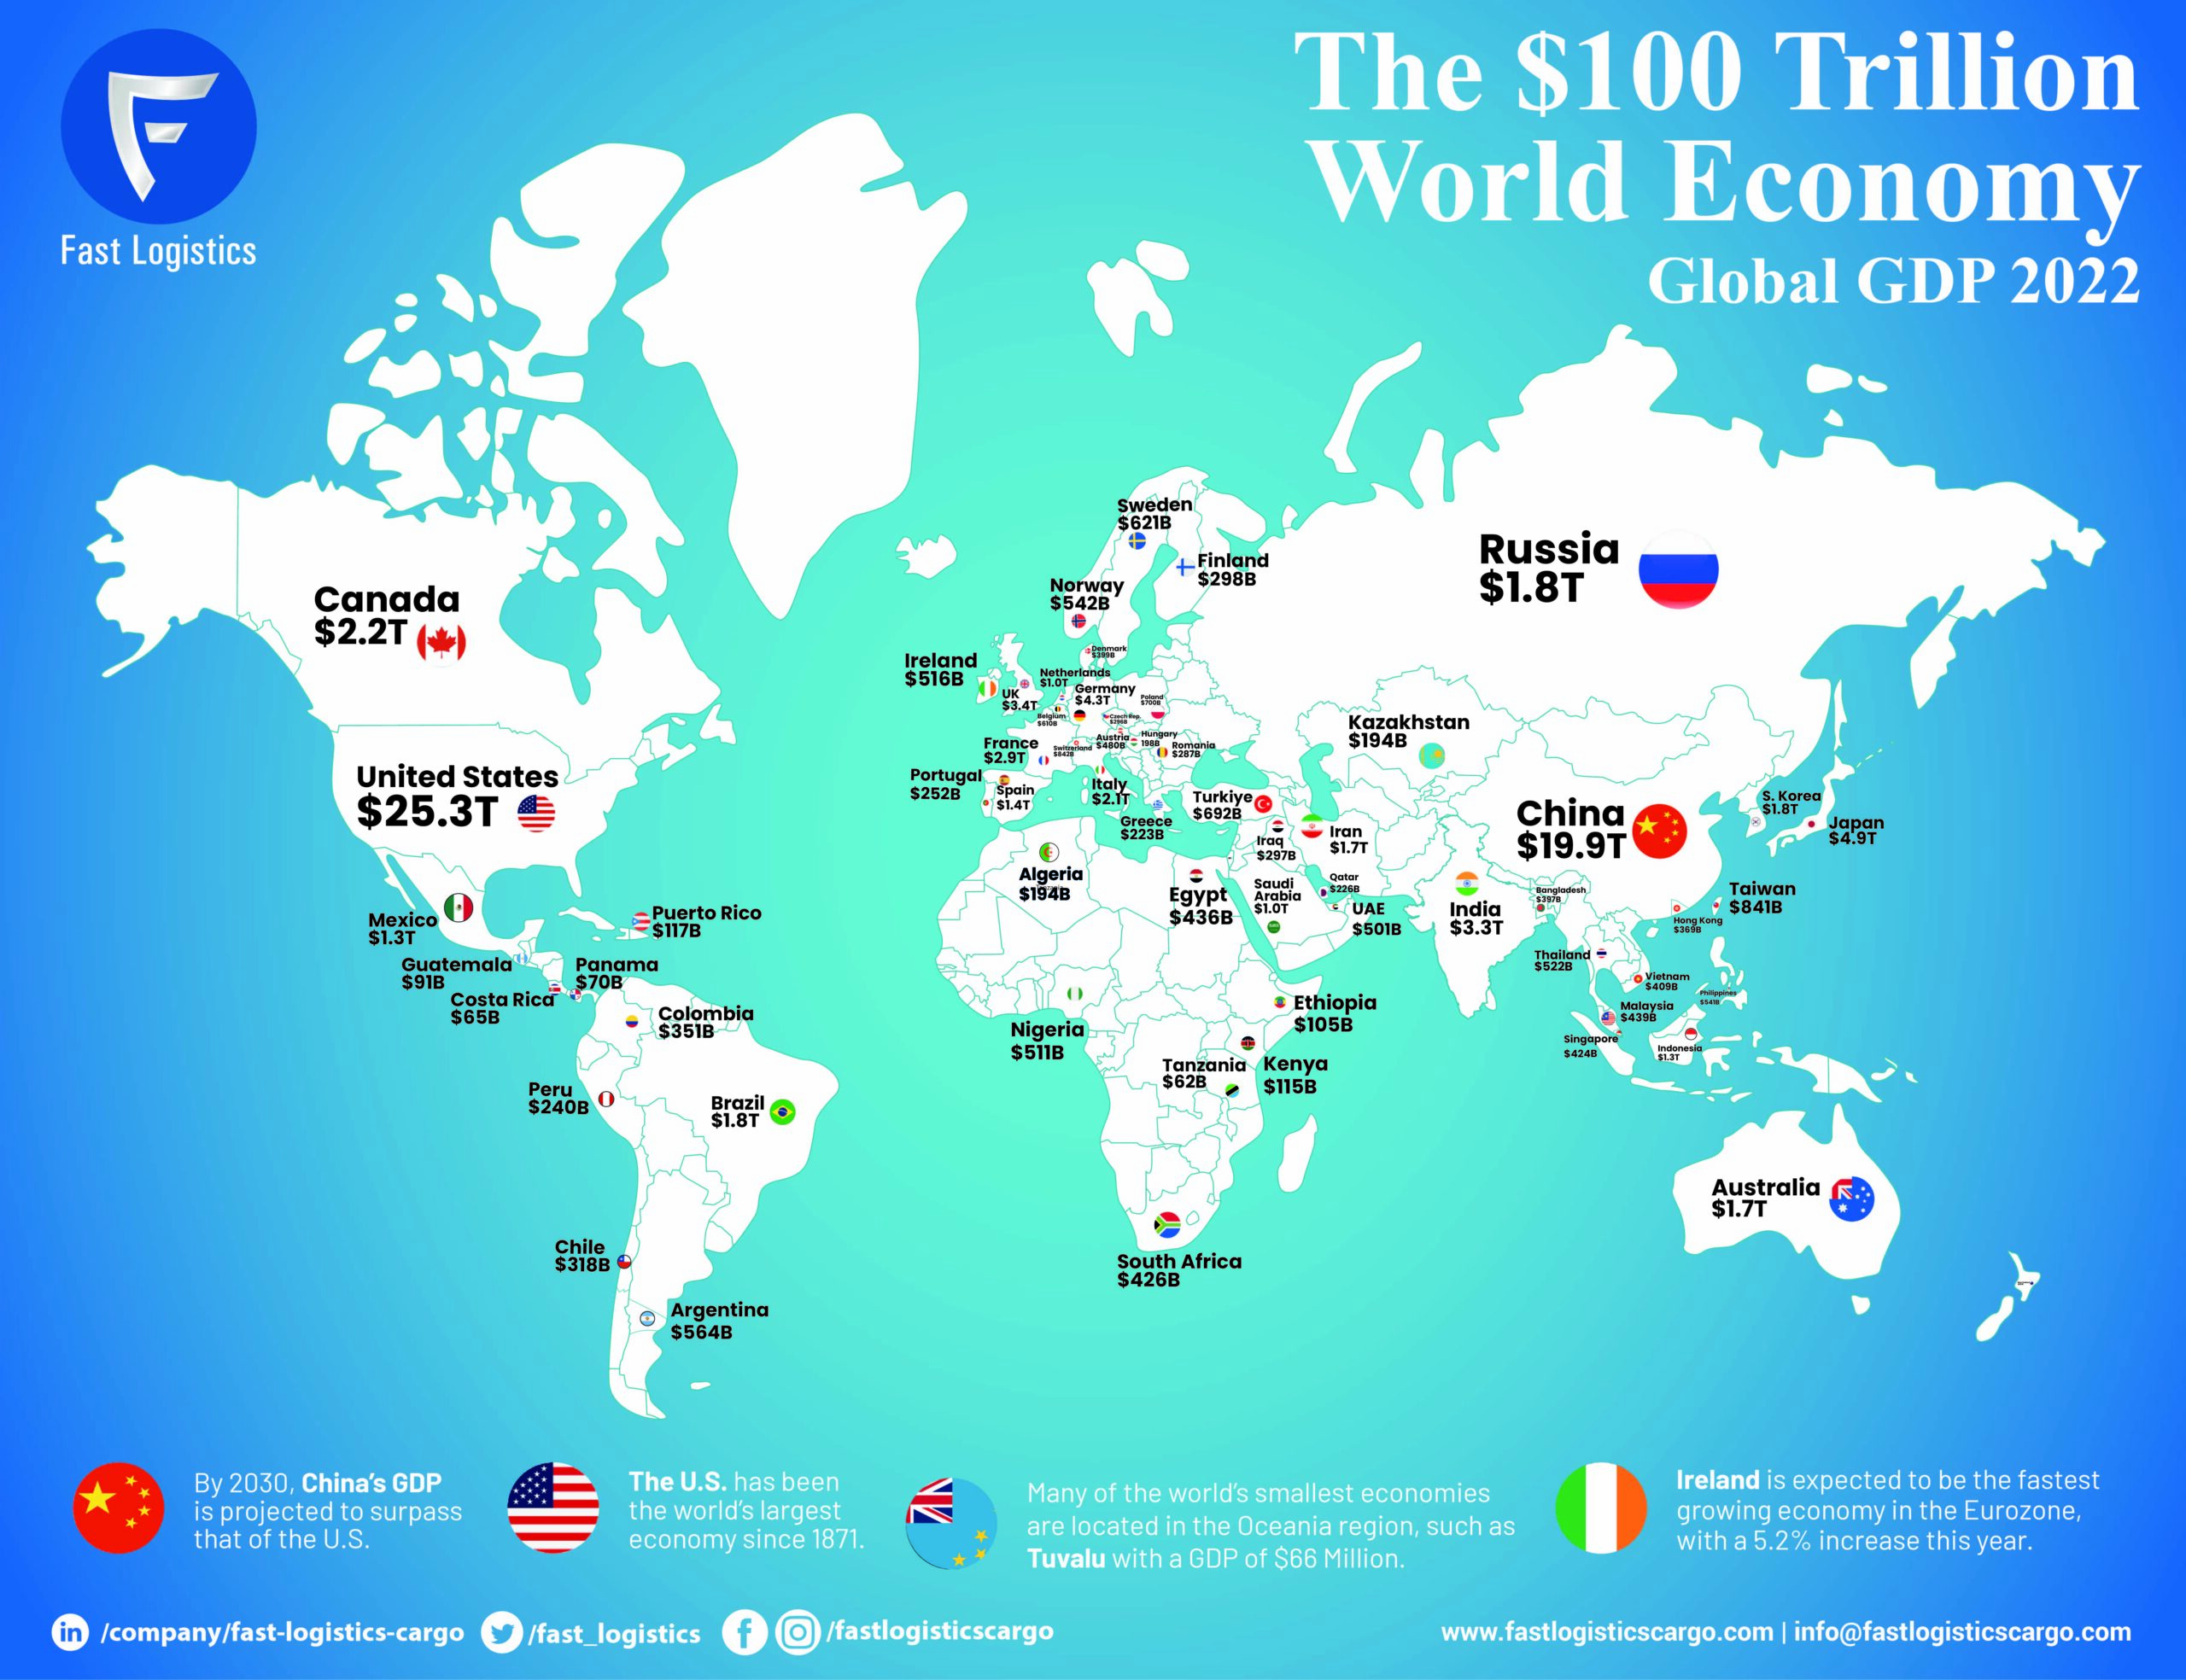 The $100 Trillion
World Economy
Global GDP 2022
Fast Logistics
Canada
$2.2T
United States
$25.3T
Mexico
$1.3T
Guatemala
$91B
Costa Rica
$65B
Panama
$70B
Puerto Rico
$117B
Colombia
$351B
Peru
$240B
Brazil
$1.8T
Chile
$318B
Argentina
$564B
Sweden
$621B
Finland
$298B
Norway
$542B
Denmark
$399B
Ireland
$516B
UK
$3.4T
Netherlands
$1.0T
Germany
$4.3T
Poland
$700B
Belgium
$610B
Czech Rep.
$296B
France
$2.9T
Switzerland
$842B
Austria
$480B
Hungary
198B
Romania
$287B
Portugal
$252B
Spain
$1.4T
Italy
$2.1T
Greece
$223B
Turkiye
$692B
Russia
$1.8T
Kazakhstan
$194B
Iraq
$297B
Iran
$1.7T
Qatar
$226B
Saudi
Arabia
$1.0T
UAE
$501B
Algeria
$194B
Egypt
$436B
Nigeria
$511B
Ethiopia
$105B
Kenya
$115B
Tanzania
$62B
South Africa
$426B
India
$3.3T
Bangladesh
$397B
China
$19.9T
S. Korea
$1.8T
Japan
$4.9T
Taiwan
$841B
Hong Kong
$369B
Thailand
$522B
Vietnam
$409B
Philippines
$541B
Malaysia
$439B
Singapore
$424B
Indonesia
$1.3T
Australia
$1.7T
By 2030, China's GDP
is projected to surpass
that of the U.S.
The U.S. has been
the world's largest
economy since 1871.
Many of the world's smallest economies
are located in the Oceania region, such as
Tuvalu with a GDP of $66 Million.
Ireland is expected to be the fastest
growing economy in the Eurozone,
with a 5.2% increase this year.
in /company/fast-logistics-cargo /fast_logistics f /fastlogisticscargo
www.fastlogisticscargo.com | info@fastlogisticscargo.com